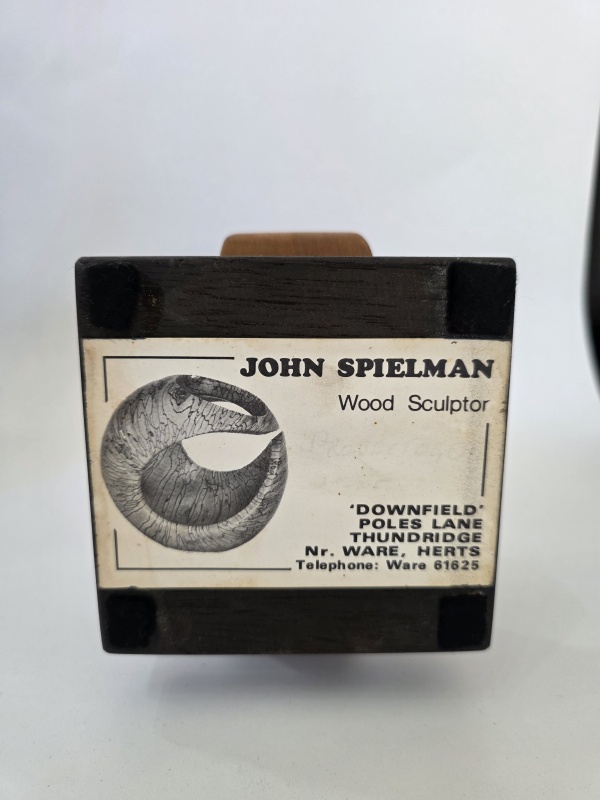 JOHN SPIELMAN
Wood Sculptor
'DOWNFIELD'
POLES LANE
THUNDRIDGE
Nr. WARE, HERTS
Telephone: Ware 61625